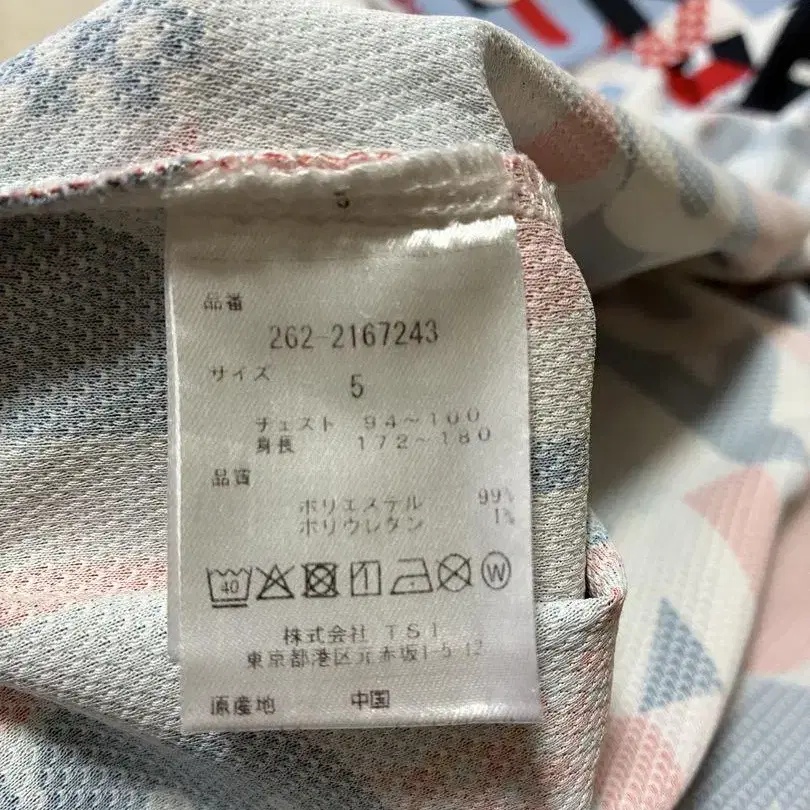 5
品番
262-2167243
サイズ
5
チェスト 94~100
身長 172~180
品質
ポリエステル 99%
ポリウレタン 1%
40
W
株式会社 TSI
東京都港区元赤坂1-5-12
原産地 中国